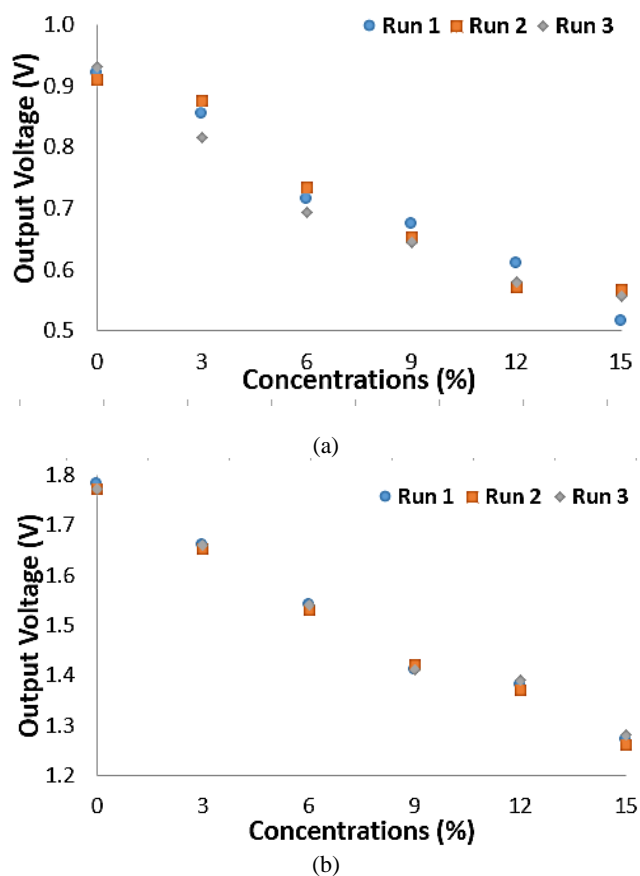 1.0
Run 1 Run 2 Run 3
0.9
0.8
0.7
0.6
0.5
Output Voltage (V)
0 3 6 9 12 15
Concentrations (%)
(a)
1.8
Run 1 Run 2 Run 3
1.7
1.6
1.5
1.4
1.3
1.2
Output Voltage (V)
0 3 6 9 12 15
Concentrations (%)
(b)